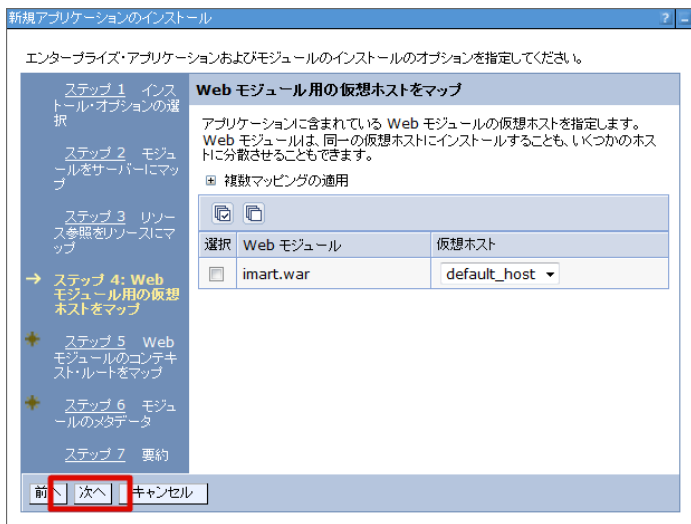 新規アプリケーションのインストール
? –
エンタープライズ・アプリケーションおよびモジュールのインストールのオプションを指定してください。
ステップ 1 インス
トール・オプションの選
択
ステップ 2 モジュ
ールをサーバーにマッ
プ
ステップ 3 リソー
ス参照をリソースにマ
ップ
→ ステップ 4: Web
モジュール用の仮想
ホストをマップ
ステップ 5 Web
モジュールのコンテキ
スト・ルートをマップ
ステップ 6 モジュ
ールのメタデータ
ステップ 7 要約
Web モジュール用の仮想ホストをマップ
アプリケーションに含まれている Web モジュールの仮想ホストを指定します。
Web モジュールは、同一の仮想ホストにインストールすることも、いくつかのホス
トに分散させることもできます。
複数マッピングの適用
選択 Web モジュール 仮想ホスト
imart.war default_host
前へ 次へ キャンセル